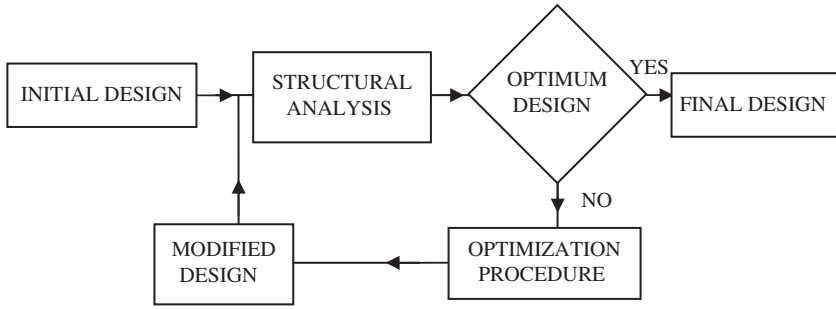 INITIAL DESIGN
STRUCTURAL
ANALYSIS
OPTIMUM
DESIGN
YES
FINAL DESIGN
NO
OPTIMIZATION
PROCEDURE
MODIFIED
DESIGN